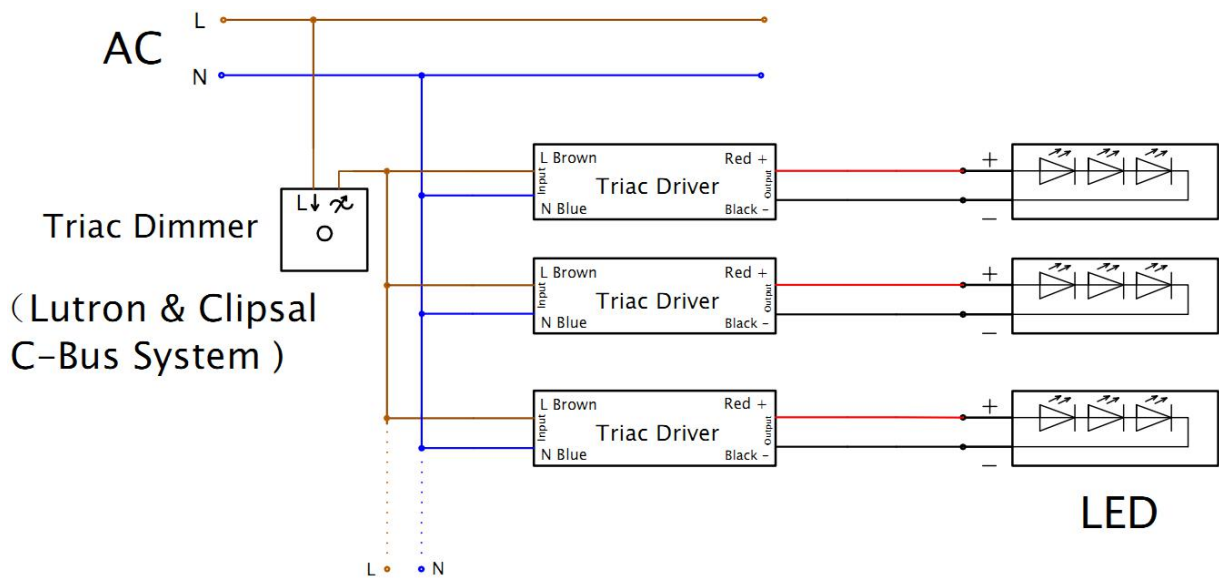 L
AC
N
L Brown
Red +
Input
Triac Driver
Output
N Blue
Black -
+
−
L
Triac Dimmer
(Lutron & Clipsal
C-Bus System )
L Brown
Red +
Input
Triac Driver
Output
N Blue
Black -
+
−
L Brown
Red +
Input
Triac Driver
Output
N Blue
Black -
+
−
LED
L
N